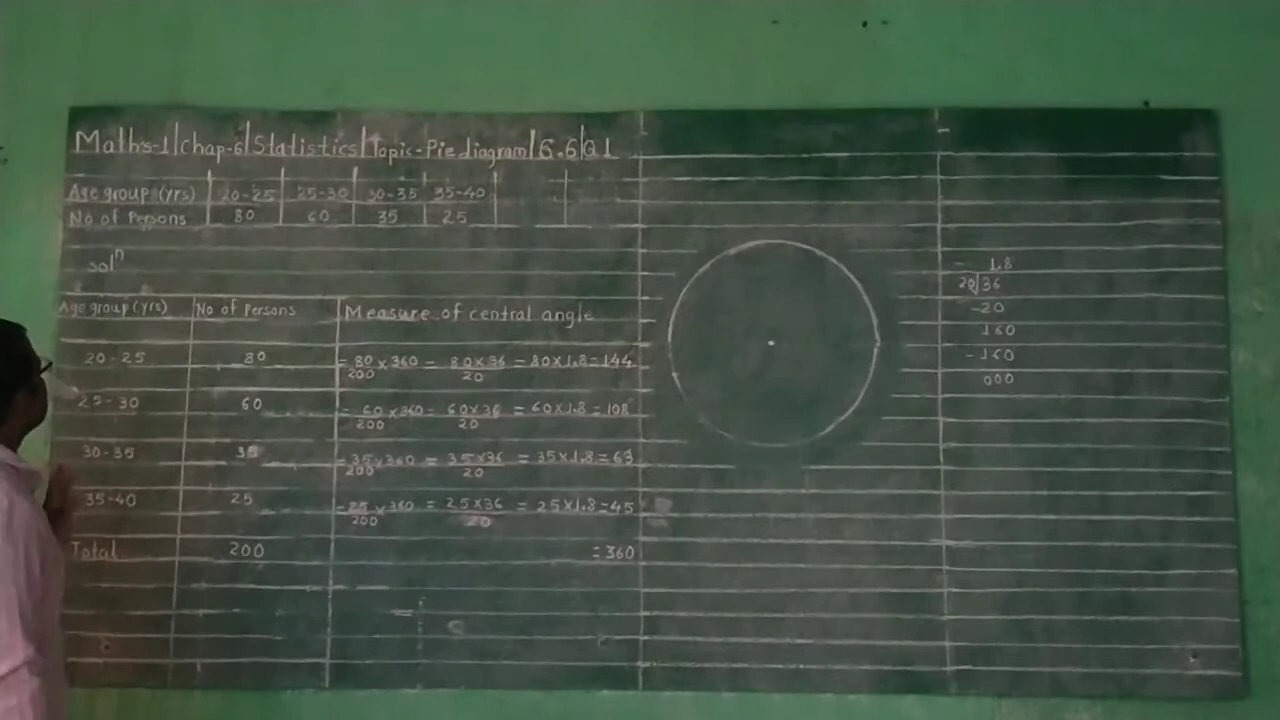 Maths-1|Chap-6|Statistics|Topic-Pie diagram|6.6|Q1
Age group (yrs) 20-25 25-30 30-35 35-40
No of Persons 80 60 35 25
solⁿ
Age group (yrs) No of Persons Measure of central angle
20-25 80 = 80/200 × 360 = 80×36/20 = 80×1.8 = 144
25-30 60 = 60/200 × 360 = 60×36/20 = 60×1.8 = 108
30-35 35 = 35/200 × 360 = 35×36/20 = 35×1.8 = 63
35-40 25 = 25/200 × 360 = 25×36/20 = 25×1.8 = 45
Total 200 = 360
1.8
20|36
-20
160
-160
000